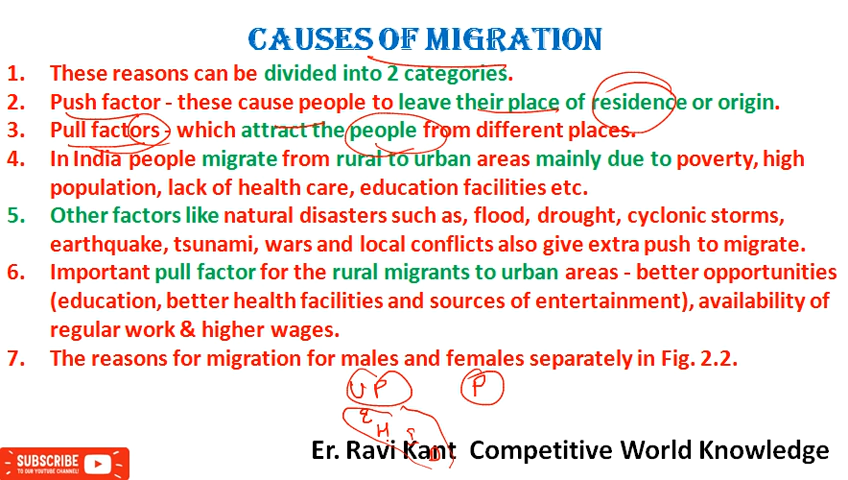 CAUSES OF MIGRATION
1. These reasons can be divided into 2 categories.
2. Push factor - these cause people to leave their place of residence or origin.
3. Pull factors - which attract the people from different places.
4. In India people migrate from rural to urban areas mainly due to poverty, high
population, lack of health care, education facilities etc.
5. Other factors like natural disasters such as, flood, drought, cyclonic storms,
earthquake, tsunami, wars and local conflicts also give extra push to migrate.
6. Important pull factor for the rural migrants to urban areas - better opportunities
(education, better health facilities and sources of entertainment), availability of
regular work & higher wages.
7. The reasons for migration for males and females separately in Fig. 2.2.
UP P
H
Er. Ravi Kant Competitive World Knowledge
SUBSCRIBE
TO OUR YOUTUBE CHANNEL!